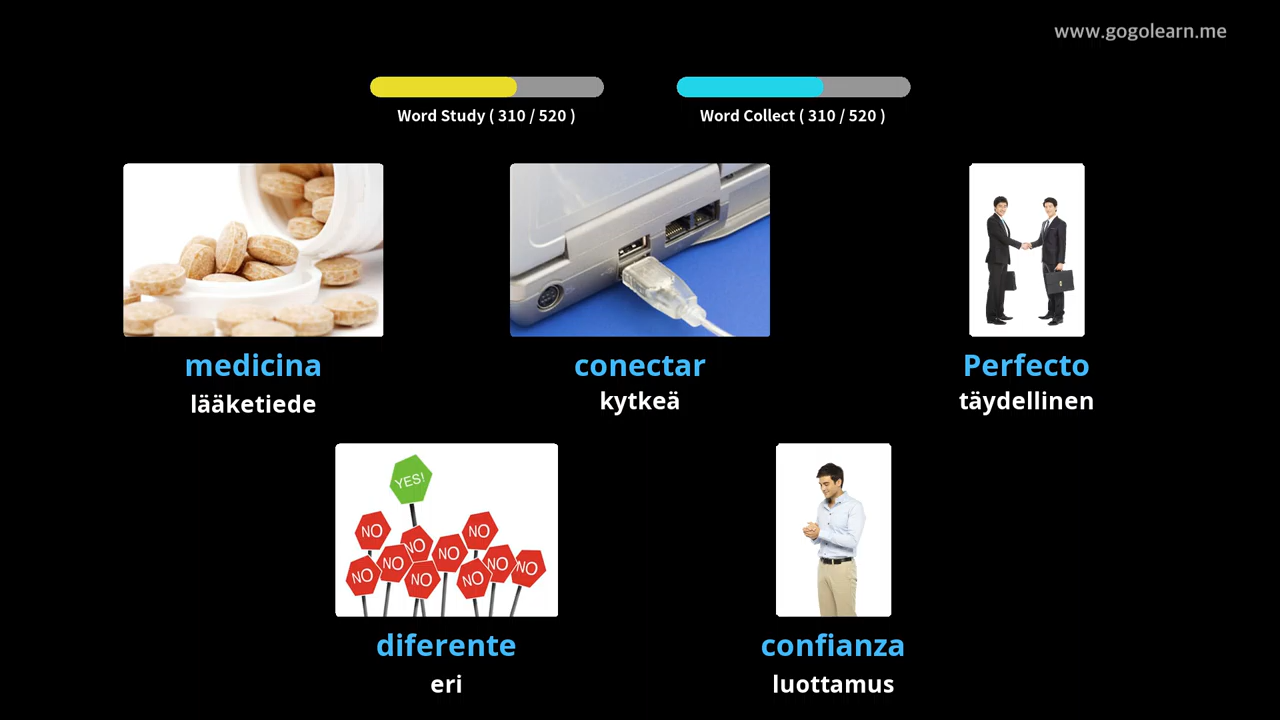 www.gogolearn.me
Word Study ( 310 / 520 )
Word Collect ( 310 / 520 )
medicina
lääketiede
conectar
kytkeä
Perfecto
täydellinen
YES!
NO
NO
NO
NO
NO
NO
NO
NO
NO
NO
diferente
eri
confianza
luottamus